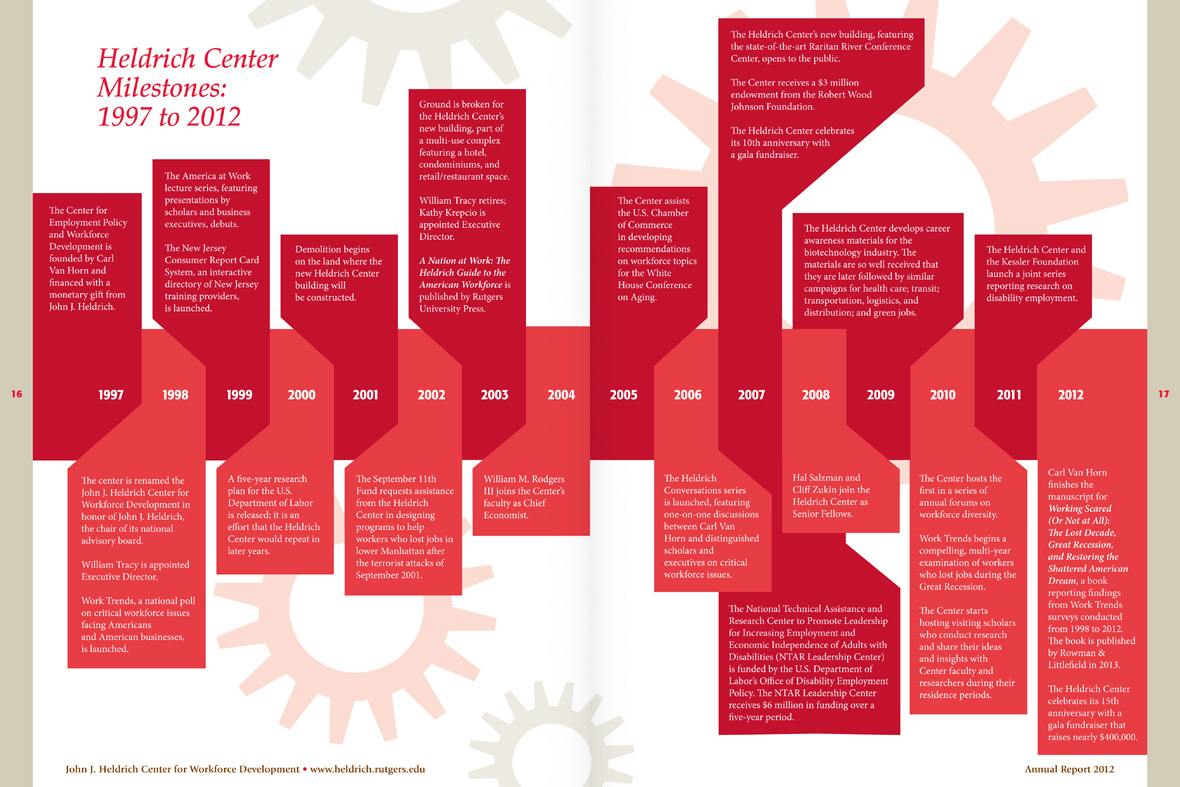 Heldrich Center
Milestones:
1997 to 2012
The Center for
Employment Policy
and Workforce
Development is
founded by Carl
Van Horn and
financed with a
monetary gift from
John J. Heldrich.
The America at Work
lecture series, featuring
presentations by
scholars and business
executives, debuts.
The New Jersey
Consumer Report Card
System, an interactive
directory of New Jersey
training providers,
is launched.
Demolition begins
on the land where the
new Heldrich Center
building will
be constructed.
Ground is broken for
the Heldrich Center's
new building, part of
a multi-use complex
featuring a hotel,
condominiums, and
retail/restaurant space.
William Tracy retires;
Kathy Krepcio is
appointed Executive
Director.
A Nation at Work: The
Heldrich Guide to the
American Workforce is
published by Rutgers
University Press.
16
1997 1998 1999 2000 2001 2002 2003 2004
The center is renamed the
John J. Heldrich Center for
Workforce Development in
honor of John J. Heldrich,
the chair of its national
advisory board.
William Tracy is appointed
Executive Director.
Work Trends, a national poll
on critical workforce issues
facing Americans
and American businesses,
is launched.
A five-year research
plan for the U.S.
Department of Labor
is released; it is an
effort that the Heldrich
Center would repeat in
later years.
The September 11th
Fund requests assistance
from the Heldrich
Center in designing
programs to help
workers who lost jobs in
lower Manhattan after
the terrorist attacks of
September 2001.
William M. Rodgers
III joins the Center's
faculty as Chief
Economist.
John J. Heldrich Center for Workforce Development • www.heldrich.rutgers.edu
The Center assists
the U.S. Chamber
of Commerce
in developing
recommendations
on workforce topics
for the White
House Conference
on Aging.
The Heldrich Center's new building, featuring
the state-of-the-art Raritan River Conference
Center, opens to the public.
The Center receives a $3 million
endowment from the Robert Wood
Johnson Foundation.
The Heldrich Center celebrates
its 10th anniversary with
a gala fundraiser.
The Heldrich Center develops career
awareness materials for the
biotechnology industry. The
materials are so well received that
they are later followed by similar
campaigns for health care; transit;
transportation, logistics, and
distribution; and green jobs.
The Heldrich Center and
the Kessler Foundation
launch a joint series
reporting research on
disability employment.
2005 2006 2007 2008 2009 2010 2011 2012
17
The Heldrich
Conversations series
is launched, featuring
one-on-one discussions
between Carl Van
Horn and distinguished
scholars and
executives on critical
workforce issues.
The National Technical Assistance and
Research Center to Promote Leadership
for Increasing Employment and
Economic Independence of Adults with
Disabilities (NTAR Leadership Center)
is funded by the U.S. Department of
Labor's Office of Disability Employment
Policy. The NTAR Leadership Center
receives $6 million in funding over a
five-year period.
Hal Salzman and
Cliff Zukin join the
Heldrich Center as
Senior Fellows.
The Center hosts the
first in a series of
annual forums on
workforce diversity.
Work Trends begins a
compelling, multi-year
examination of workers
who lost jobs during the
Great Recession.
The Center starts
hosting visiting scholars
who conduct research
and share their ideas
and insights with
Center faculty and
researchers during their
residence periods.
Carl Van Horn
finishes the
manuscript for
Working Scared
(Or Not at All):
The Lost Decade,
Great Recession,
and Restoring the
Shattered American
Dream, a book
reporting findings
from Work Trends
surveys conducted
from 1998 to 2012.
The book is published
by Rowman &
Littlefield in 2013.
The Heldrich Center
celebrates its 15th
anniversary with a
gala fundraiser that
raises nearly $400,000.
Annual Report 2012